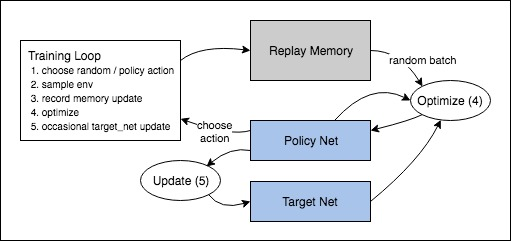 Training Loop
1. choose random / policy action
2. sample env
3. record memory update
4. optimize
5. occasional target_net update
Replay Memory
random batch
Optimize (4)
choose
action
Policy Net
Update (5)
Target Net